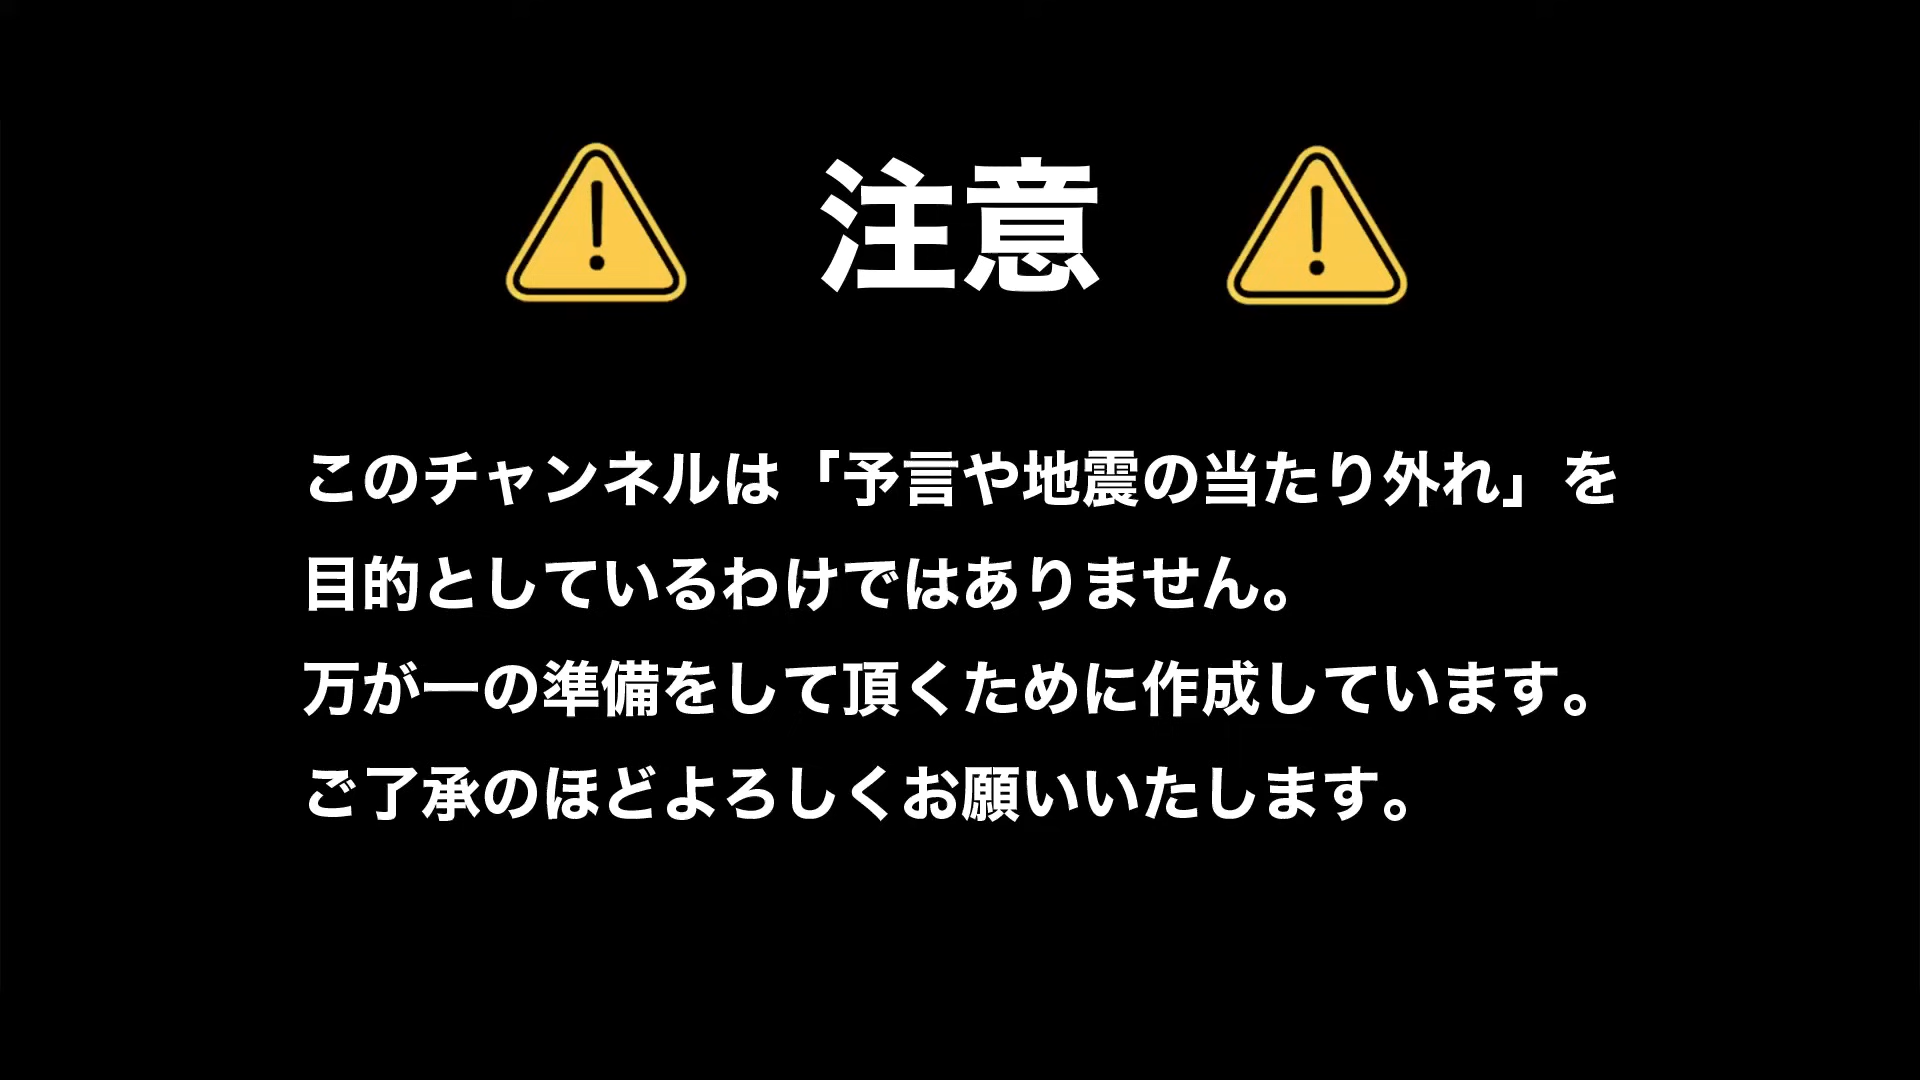 注意
このチャンネルは「予言や地震の当たり外れ」を
目的としているわけではありません。
万が一の準備をして頂くために作成しています。
ご了承のほどよろしくお願いいたします。